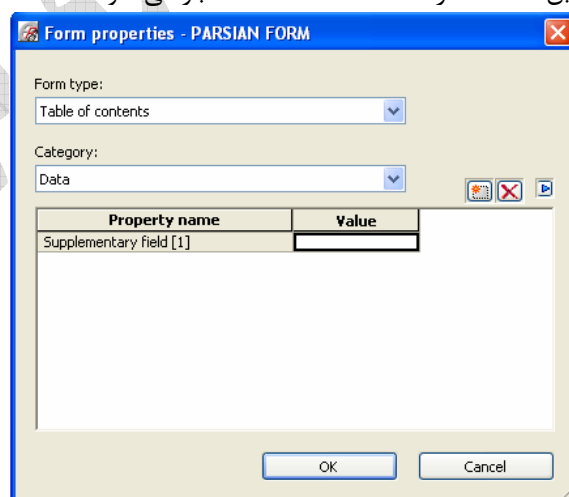 Form properties - PARSIAN FORM
Form type:
Table of contents
Category:
Data
Property name Value
Supplementary field [1]
OK Cancel